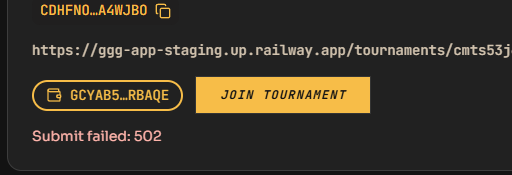 CDHFNO…A4WJBO
https://ggg-app-staging.up.railway.app/tournaments/cmts53j
GCYAB5…RBAQE
JOIN TOURNAMENT
Submit failed: 502